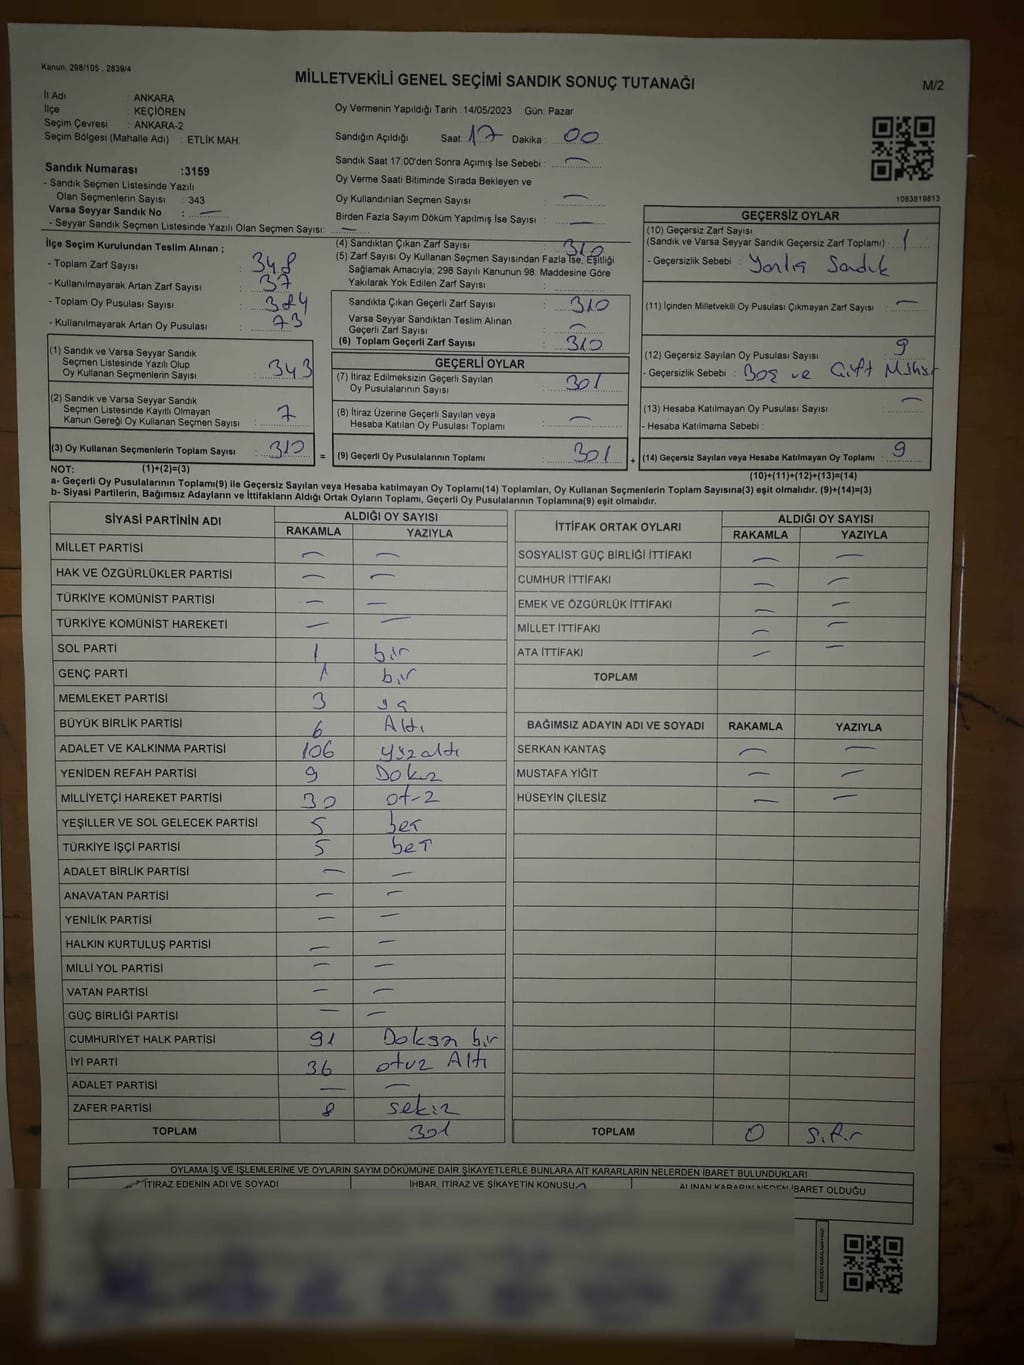 Kanun: 298/105 , 2839/4
MİLLETVEKİLİ GENEL SEÇİMİ SANDIK SONUÇ TUTANAĞI
M/2
İl Adı : ANKARA
İlçe : KEÇİÖREN
Seçim Çevresi : ANKARA-2
Seçim Bölgesi (Mahalle Adı) : ETLİK MAH.
Oy Vermenin Yapıldığı Tarih :14/05/2023 Gün: Pazar
Sandığın Açıldığı Saat: 17 Dakika : 00
Sandık Saat 17:00'den Sonra Açımış İse Sebebi : —
Oy Verme Saati Bitiminde Sırada Bekleyen ve
Oy Kullandırılan Seçmen Sayısı : —
Birden Fazla Sayım Döküm Yapılmış İse Sayısı : —
1083819813
Sandık Numarası :3159
- Sandık Seçmen Listesinde Yazılı
Olan Seçmenlerin Sayısı : 343
Varsa Seyyar Sandık No : —
- Seyyar Sandık Seçmen Listesinde Yazılı Olan Seçmen Sayısı: —
İlçe Seçim Kurulundan Teslim Alınan ;
- Toplam Zarf Sayısı : 348
- Kullanılmayarak Artan Zarf Sayısı : 37
- Toplam Oy Pusulası Sayısı : 384
- Kullanılmayarak Artan Oy Pusulası : 73
(1) Sandık ve Varsa Seyyar Sandık
Seçmen Listesinde Yazılı Olup
Oy Kullanan Seçmenlerin Sayısı : 343
(2) Sandık ve Varsa Seyyar Sandık
Seçmen Listesinde Kayıtlı Olmayan
Kanun Gereği Oy Kullanan Seçmen Sayısı : 7
(3) Oy Kullanan Seçmenlerin Toplam Sayısı : 310 =
(4) Sandıktan Çıkan Zarf Sayısı : 310
(5) Zarf Sayısı Oy Kullanan Seçmen Sayısından Fazla İse, Eşitliği
Sağlamak Amacıyla, 298 Sayılı Kanunun 98. Maddesine Göre
Yakılarak Yok Edilen Zarf Sayısı :
Sandıkta Çıkan Geçerli Zarf Sayısı : 310
Varsa Seyyar Sandıktan Teslim Alınan
Geçerli Zarf Sayısı : —
(6) Toplam Geçerli Zarf Sayısı : 310
GEÇERLİ OYLAR
(7) İtiraz Edilmeksizin Geçerli Sayılan
Oy Pusulalarının Sayısı : 301
(8) İtiraz Üzerine Geçerli Sayılan veya
Hesaba Katılan Oy Pusulası Toplamı : —
(9) Geçerli Oy Pusulalarının Toplamı : 301 +
GEÇERSİZ OYLAR
(10) Geçersiz Zarf Sayısı
(Sandık ve Varsa Seyyar Sandık Geçersiz Zarf Toplamı) : 1
- Geçersizlik Sebebi : Yanlış Sandık
(11) İçinden Milletvekili Oy Pusulası Çıkmayan Zarf Sayısı : —
(12) Geçersiz Sayılan Oy Pusulası Sayısı : 9
- Geçersizlik Sebebi : Boş ve Çift Mühür
(13) Hesaba Katılmayan Oy Pusulası Sayısı : —
- Hesaba Katılmama Sebebi :
(14) Geçersiz Sayılan veya Hesaba Katılmayan Oy Toplamı : 9
NOT: (1)+(2)=(3)
(10)+(11)+(12)+(13)=(14)
a- Geçerli Oy Pusulalarının Toplamı(9) ile Geçersiz Sayılan veya Hesaba Katılmayan Oy Toplamı(14) Toplamları, Oy Kullanan Seçmenlerin Toplam Sayısına(3) eşit olmalıdır. (9)+(14)=(3)
b- Siyasi Partilerin, Bağımsız Adayların ve İttifakların Aldığı Ortak Oyların Toplamı, Geçerli Oy Pusulalarının Toplamına(9) eşit olmalıdır.
SİYASİ PARTİNİN ADI ALDIĞI OY SAYISI
RAKAMLA YAZIYLA
MİLLET PARTİSİ — —
HAK VE ÖZGÜRLÜKLER PARTİSİ — —
TÜRKİYE KOMÜNİST PARTİSİ — —
TÜRKİYE KOMÜNİST HAREKETİ — —
SOL PARTİ 1 bir
GENÇ PARTİ 1 bir
MEMLEKET PARTİSİ 3
BÜYÜK BİRLİK PARTİSİ 6 Altı
ADALET VE KALKINMA PARTİSİ 106 yüzaltı
YENİDEN REFAH PARTİSİ 9 Dokuz
MİLLİYETÇİ HAREKET PARTİSİ 30 otuz
YEŞİLLER VE SOL GELECEK PARTİSİ 5 beş
TÜRKİYE İŞÇİ PARTİSİ 5 beş
ADALET BİRLİK PARTİSİ — —
ANAVATAN PARTİSİ — —
YENİLİK PARTİSİ — —
HALKIN KURTULUŞ PARTİSİ — —
MİLLİ YOL PARTİSİ — —
VATAN PARTİSİ — —
GÜÇ BİRLİĞİ PARTİSİ — —
CUMHURİYET HALK PARTİSİ 91 Doksan bir
İYİ PARTİ 36 otuz Altı
ADALET PARTİSİ — —
ZAFER PARTİSİ 8 sekiz
TOPLAM 301
İTTİFAK ORTAK OYLARI ALDIĞI OY SAYISI
RAKAMLA YAZIYLA
SOSYALİST GÜÇ BİRLİĞİ İTTİFAKI — —
CUMHUR İTTİFAKI — —
EMEK VE ÖZGÜRLÜK İTTİFAKI — —
MİLLET İTTİFAKI — —
ATA İTTİFAKI — —
TOPLAM
BAĞIMSIZ ADAYIN ADI VE SOYADI RAKAMLA YAZIYLA
SERKAN KANTAŞ — —
MUSTAFA YİĞİT — —
HÜSEYİN ÇİLESİZ — —
TOPLAM 0 sıfır
OYLAMA İŞ VE İŞLEMLERİNE VE OYLARIN SAYIM DÖKÜMÜNE DAİR ŞİKAYETLERLE BUNLARA AİT KARARLARIN NELERDEN İBARET BULUNDUKLARI
İTİRAZ EDENİN ADI VE SOYADI İHBAR, İTİRAZ VE ŞİKAYETİN KONUSU ALINAN KARARIN NEDEN İBARET OLDUĞU